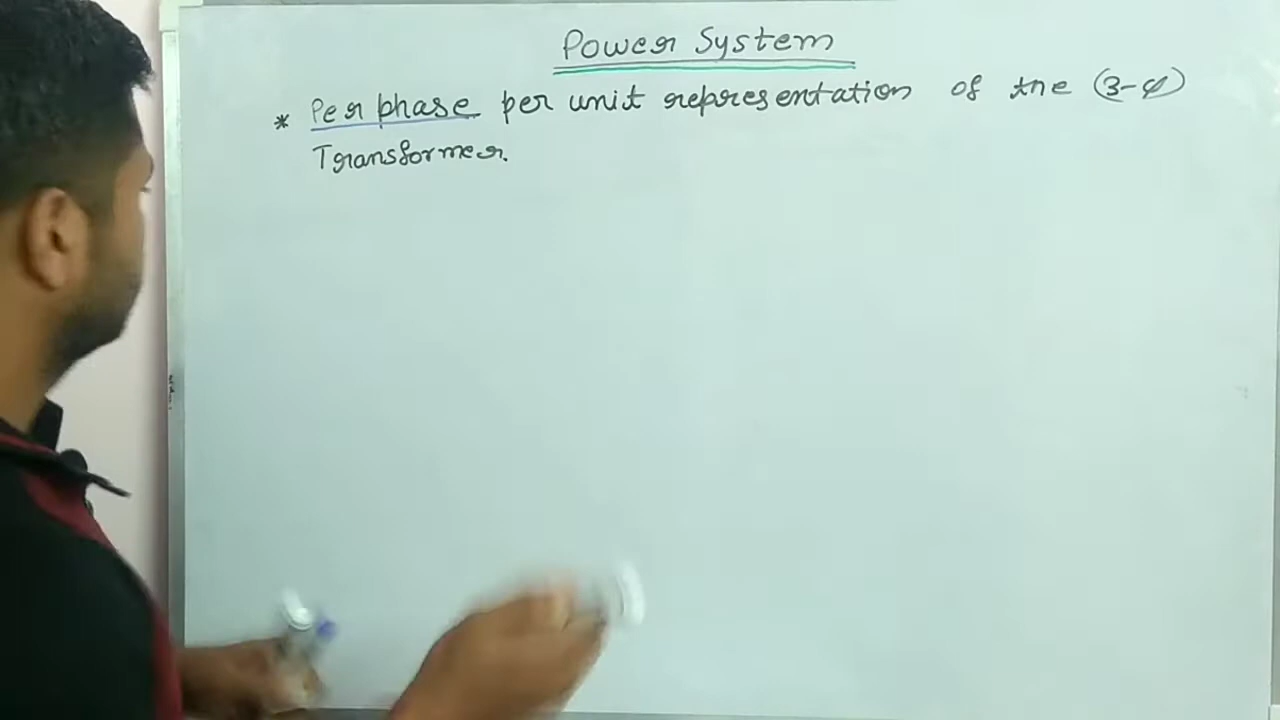 Power System
* Per phase per unit representation of the (3-φ)
Transformer.